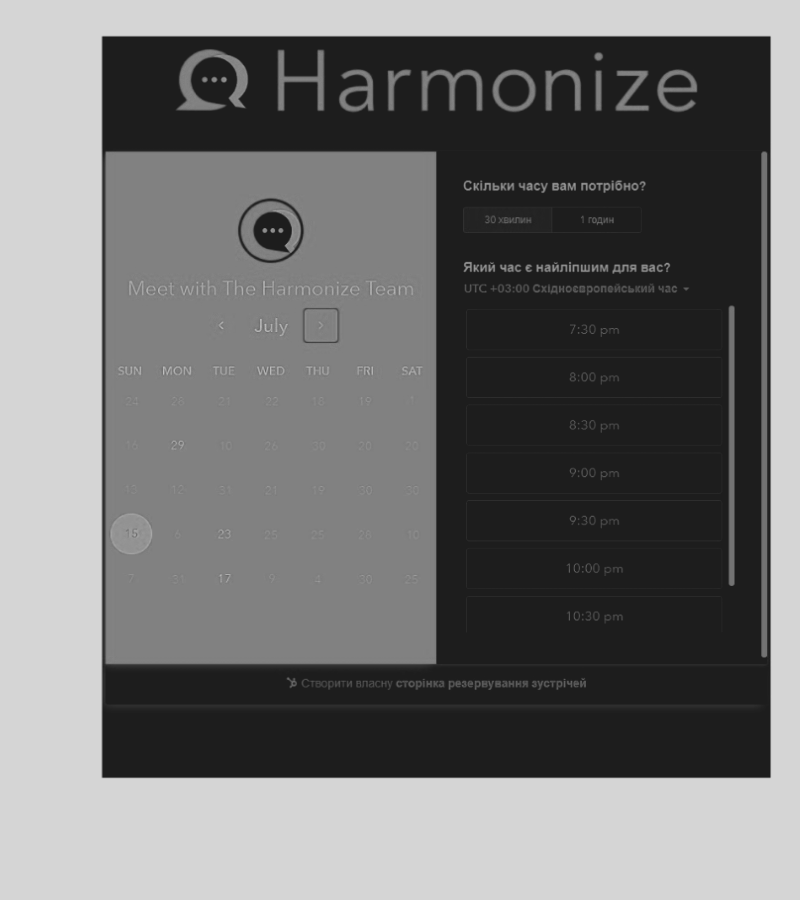 Harmonize
Meet with The Harmonize Team
July
SUN MON TUE WED THU FRI SAT
24 28 21 22 18 19
16 29 10 26 30 20 20
13 12 31 21 19 30 30
15 6 23 25 25 28 10
7 31 17 9 4 30 25
Скільки часу вам потрібно?
30 хвилин 1 годин
Який час є найліпшим для вас?
UTC +03:00 Східноєвропейський час
7:30 pm
8:00 pm
8:30 pm
9:00 pm
9:30 pm
10:00 pm
10:30 pm
Створити власну сторінка резервування зустрічей